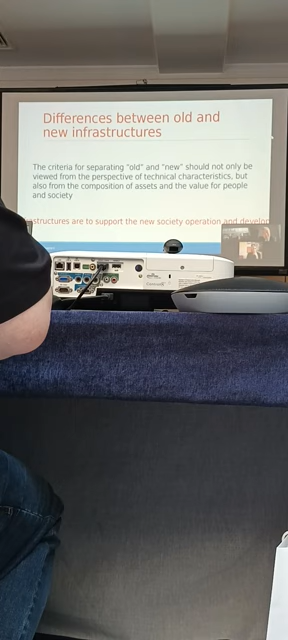 Differences between old and
new infrastructures
The criteria for separating "old" and "new" should not only be
viewed from the perspective of technical characteristics, but
also from the composition of assets and the value for people
and society
structures are to support the new society operation and develop